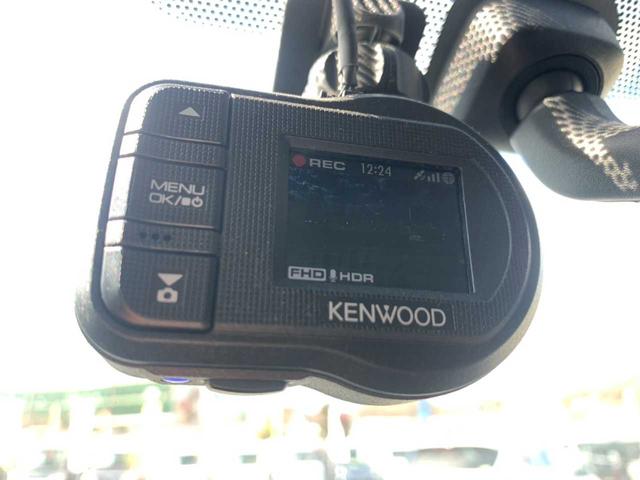 REC 12:24
MENU
OK/■⏻
FHD HDR
KENWOOD